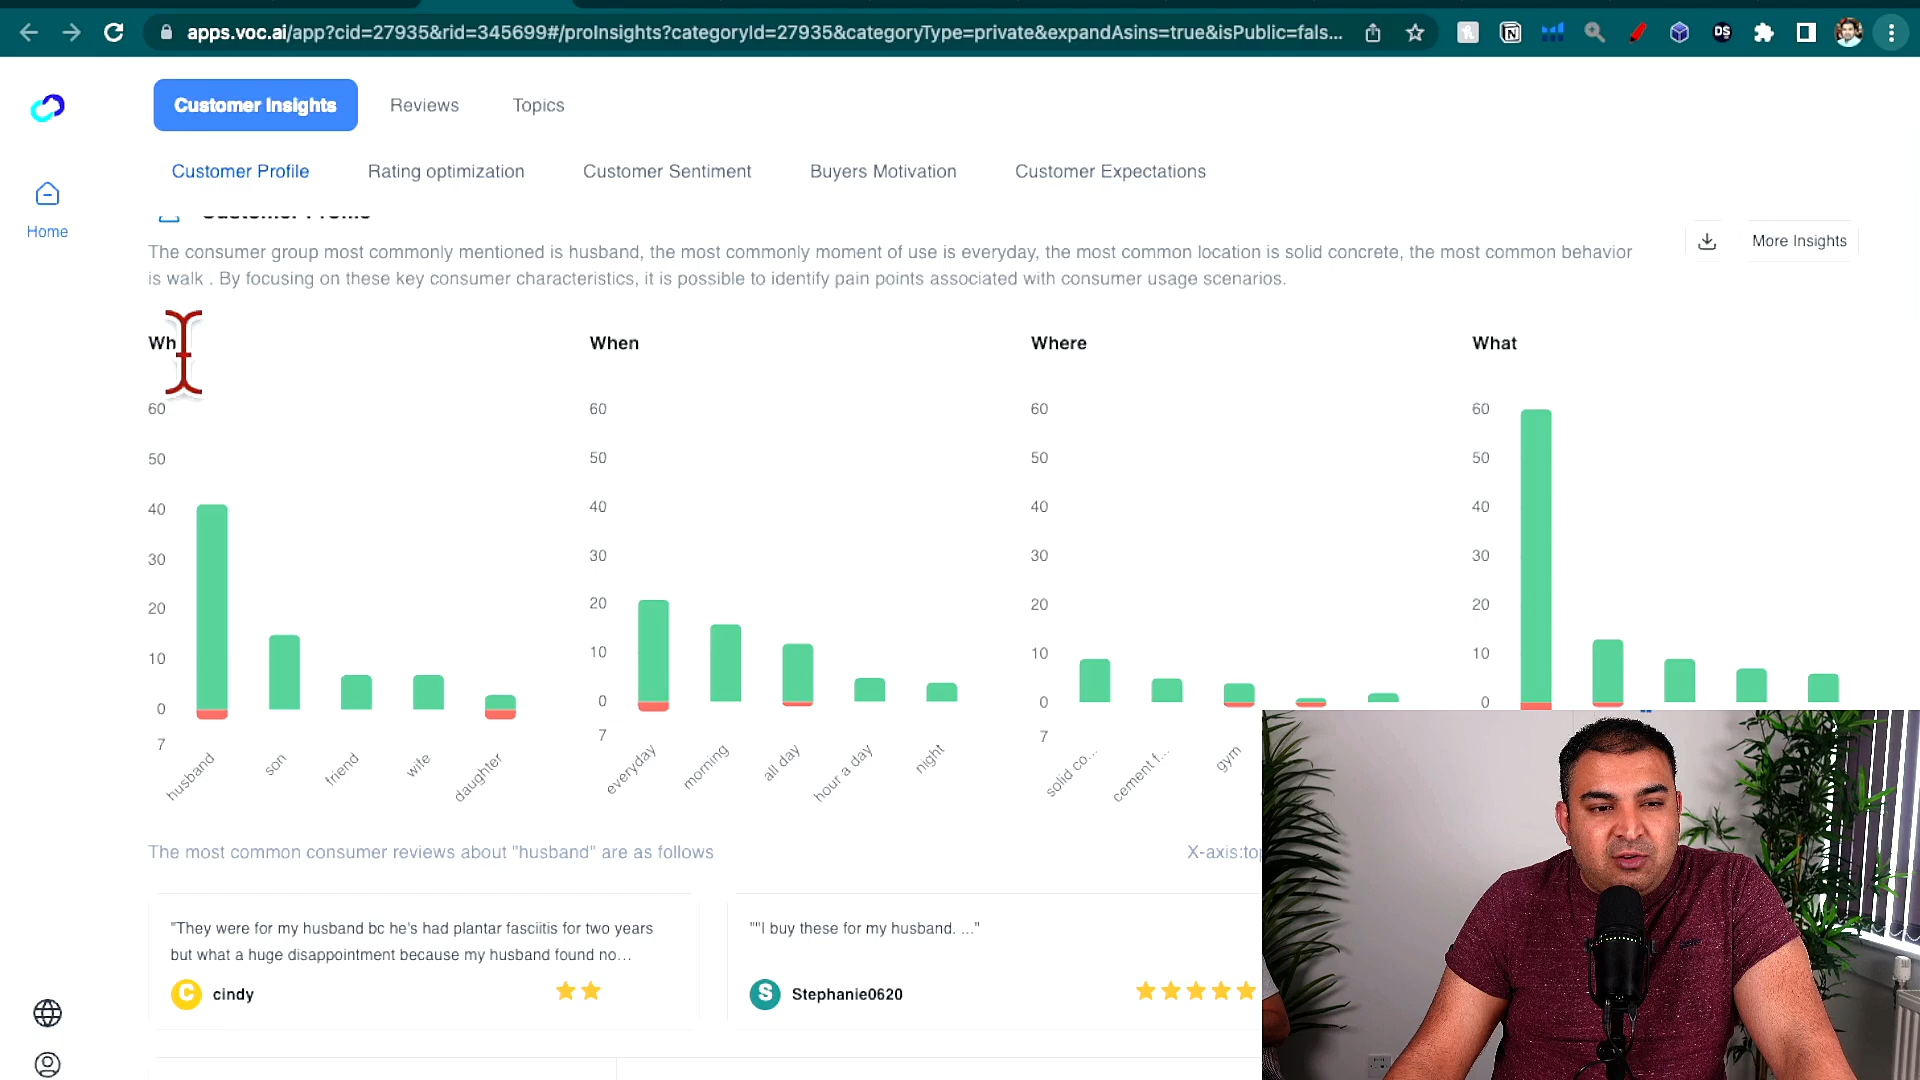 apps.voc.ai/app?cid=27935&rid=345699#/proInsights?categoryId=27935&categoryType=private&expandAsins=true&isPublic=fals...
DS
Customer Insights
Reviews
Topics
Customer Profile
Rating optimization
Customer Sentiment
Buyers Motivation
Customer Expectations
Home
Customer Profile
The consumer group most commonly mentioned is husband, the most commonly moment of use is everyday, the most common location is solid concrete, the most common behavior
is walk . By focusing on these key consumer characteristics, it is possible to identify pain points associated with consumer usage scenarios.
More Insights
Wh
60
50
40
30
20
10
0
7
husband
son
friend
wife
daughter
When
60
50
40
30
20
10
0
7
everyday
morning
all day
hour a day
night
Where
60
50
40
30
20
10
0
7
solid co...
cement f...
gym
What
60
50
40
30
20
10
0
The most common consumer reviews about "husband" are as follows
X-axis:top
"They were for my husband bc he's had plantar fasciitis for two years
but what a huge disappointment because my husband found no...
C
cindy
""I buy these for my husband. ..."
S
Stephanie0620